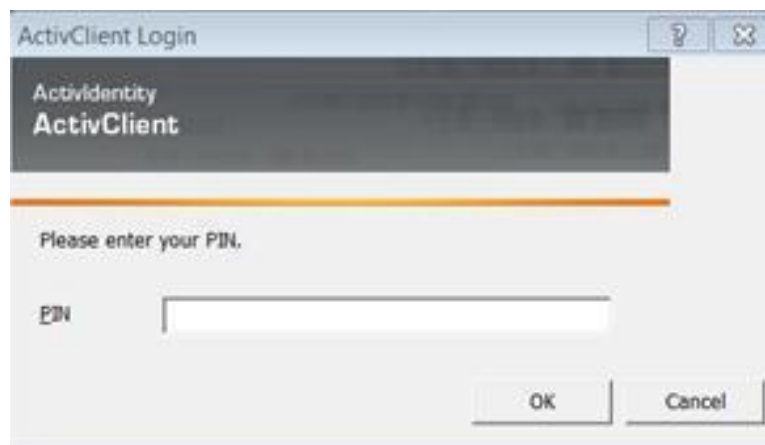 ActivClient Login
ActivIdentity
ActivClient
Please enter your PIN.
PIN
OK Cancel